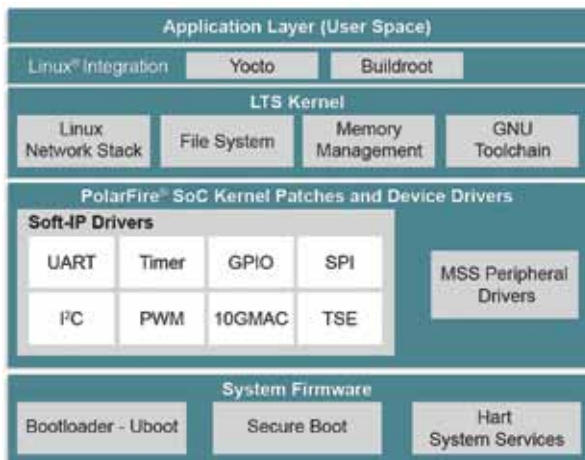 Application Layer (User Space)
Linux® Integration
Yocto
Buildroot
LTS Kernel
Linux
Network Stack
File System
Memory
Management
GNU
Toolchain
PolarFire® SoC Kernel Patches and Device Drivers
Soft-IP Drivers
UART
Timer
GPIO
SPI
I²C
PWM
10GMAC
TSE
MSS Peripheral
Drivers
System Firmware
Bootloader - Uboot
Secure Boot
Hart
System Services